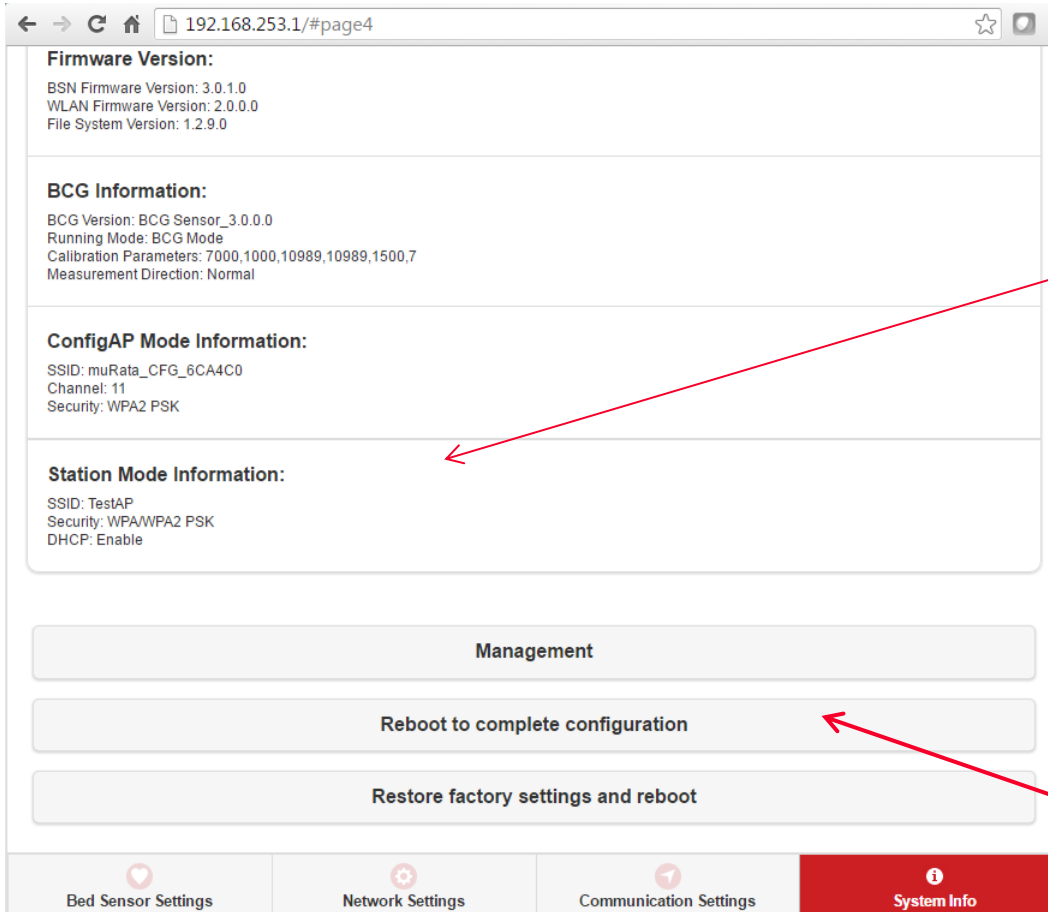 192.168.253.1/#page4
Firmware Version:
BSN Firmware Version: 3.0.1.0
WLAN Firmware Version: 2.0.0.0
File System Version: 1.2.9.0
BCG Information:
BCG Version: BCG Sensor_3.0.0.0
Running Mode: BCG Mode
Calibration Parameters: 7000,1000,10989,10989,1500,7
Measurement Direction: Normal
ConfigAP Mode Information:
SSID: muRata_CFG_6CA4C0
Channel: 11
Security: WPA2 PSK
Station Mode Information:
SSID: TestAP
Security: WPA/WPA2 PSK
DHCP: Enable
Management
Reboot to complete configuration
Restore factory settings and reboot
Bed Sensor Settings
Network Settings
Communication Settings
System Info